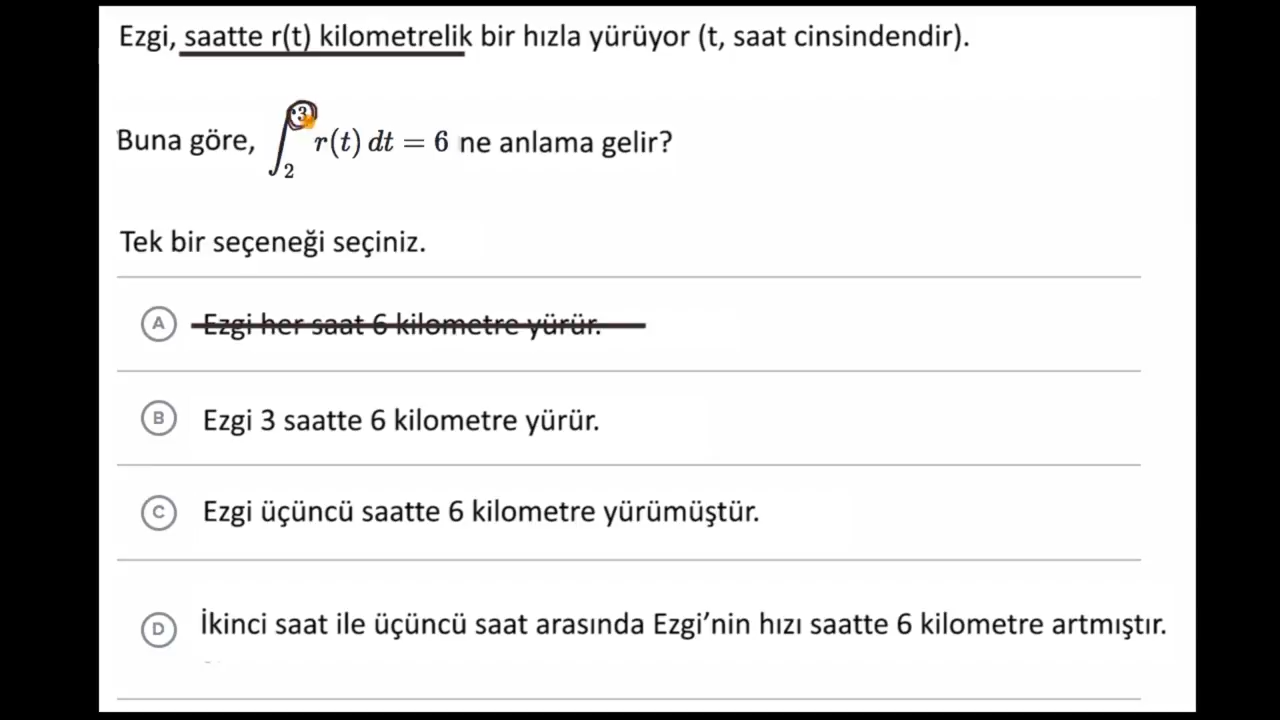 Ezgi, saatte r(t) kilometrelik bir hızla yürüyor (t, saat cinsindendir).
Buna göre, ∫₂³ r(t) dt = 6 ne anlama gelir?
Tek bir seçeneği seçiniz.
A Ezgi her saat 6 kilometre yürür.
B Ezgi 3 saatte 6 kilometre yürür.
C Ezgi üçüncü saatte 6 kilometre yürümüştür.
D İkinci saat ile üçüncü saat arasında Ezgi’nin hızı saatte 6 kilometre artmıştır.